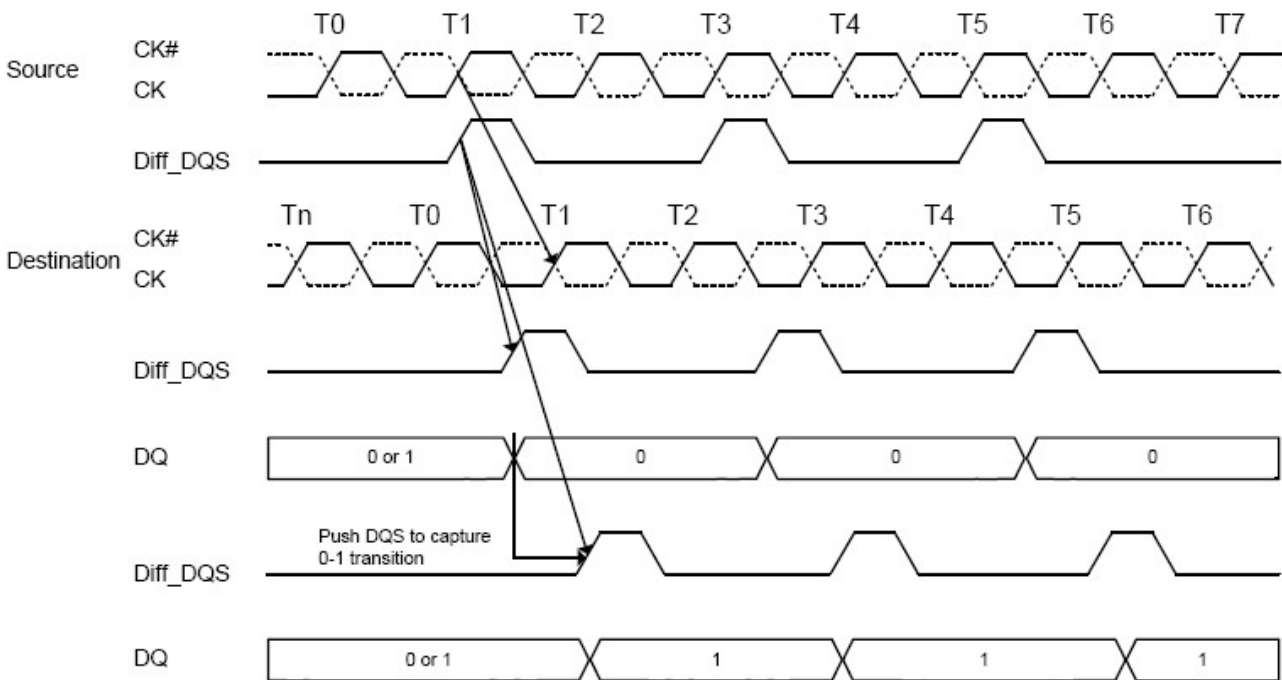 T0 T1 T2 T3 T4 T5 T6 T7
CK#
Source
CK
Diff_DQS
Tn T0 T1 T2 T3 T4 T5 T6
CK#
Destination
CK
Diff_DQS
DQ 0 or 1 0 0 0
Push DQS to capture
0-1 transition
Diff_DQS
DQ 0 or 1 1 1 1